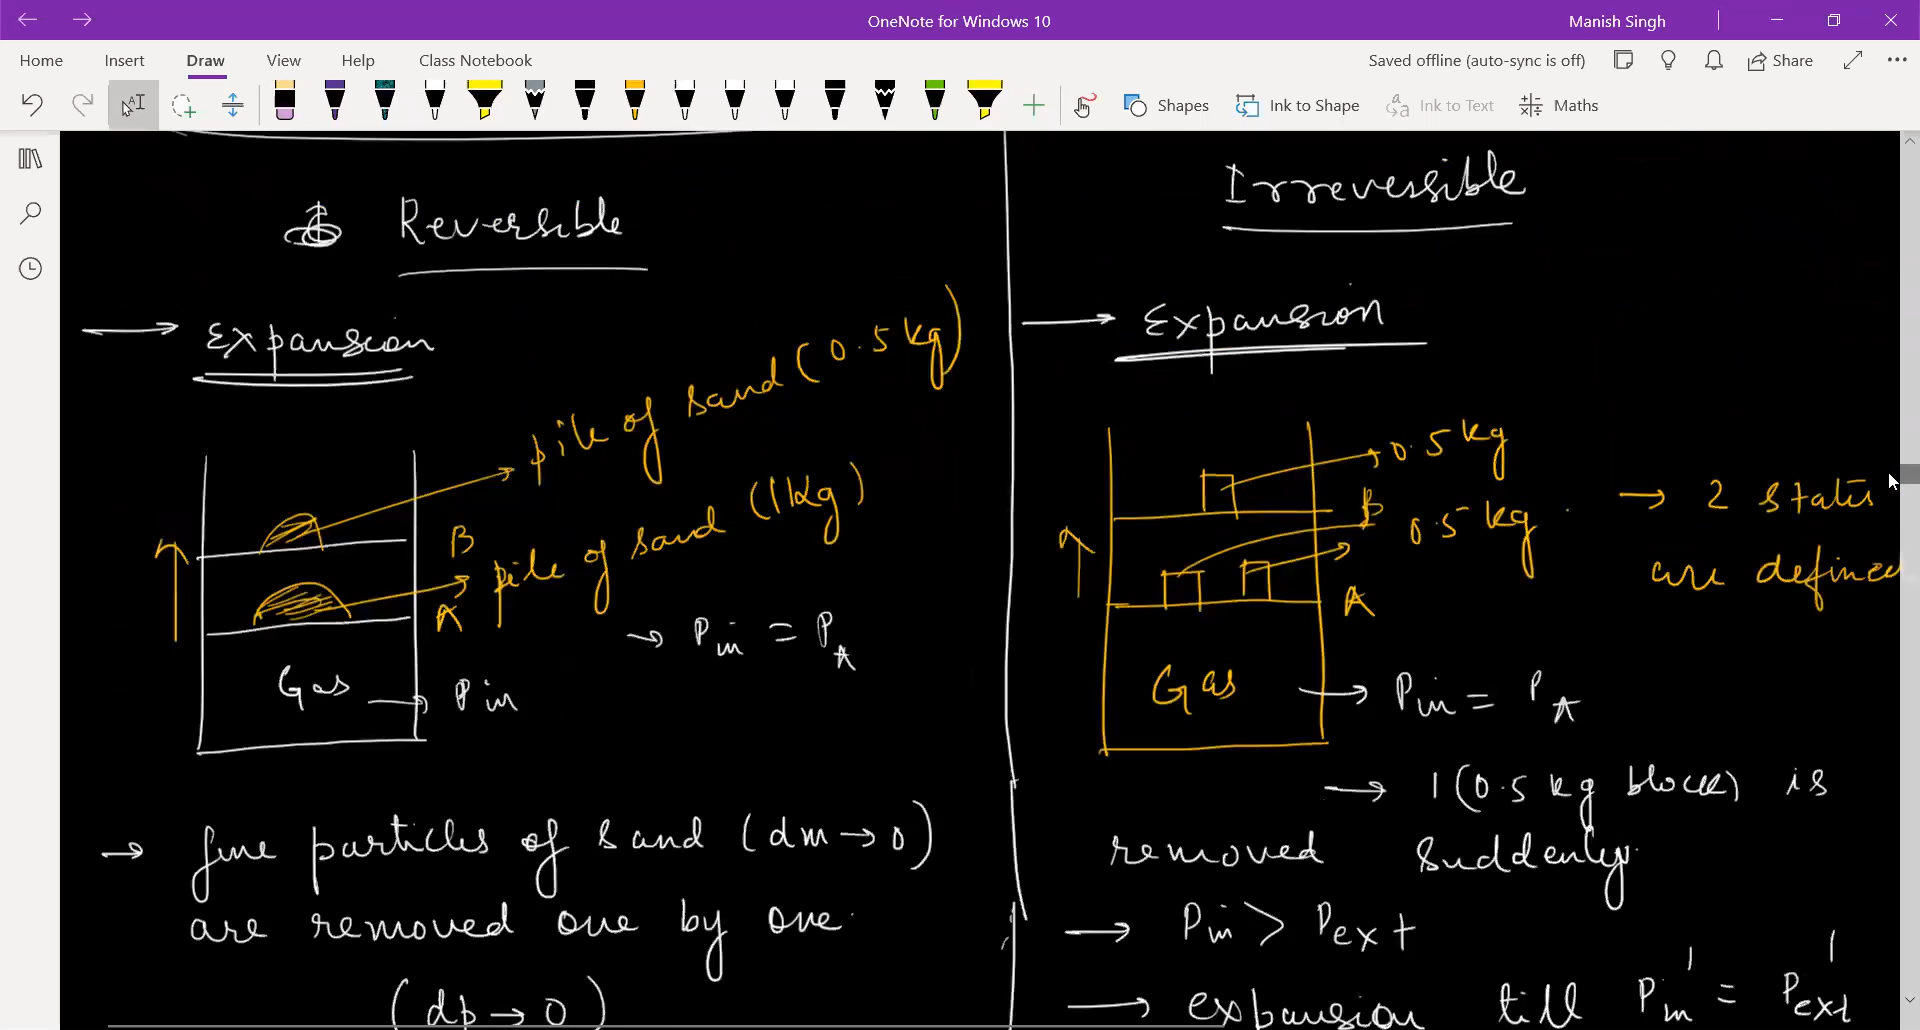 OneNote for Windows 10
Manish Singh
Home Insert Draw View Help Class Notebook
Saved offline (auto-sync is off) Share
Shapes Ink to Shape Ink to Text Maths
Reversible
→ Expansion
pile of sand (0.5 kg)
pile of sand (1kg)
B
A
→ Pin = PA
Gas → Pin
→ fine particles of sand (dm → 0)
are removed one by one
(dp → 0)
Irreversible
→ Expansion
0.5 kg
B
0.5 kg
A
→ 2 states
are defined
Gas → Pin = PA
→ 1 (0.5 kg block) is
removed suddenly
→ Pin > Pext
→ expansion till Pin' = Pext'